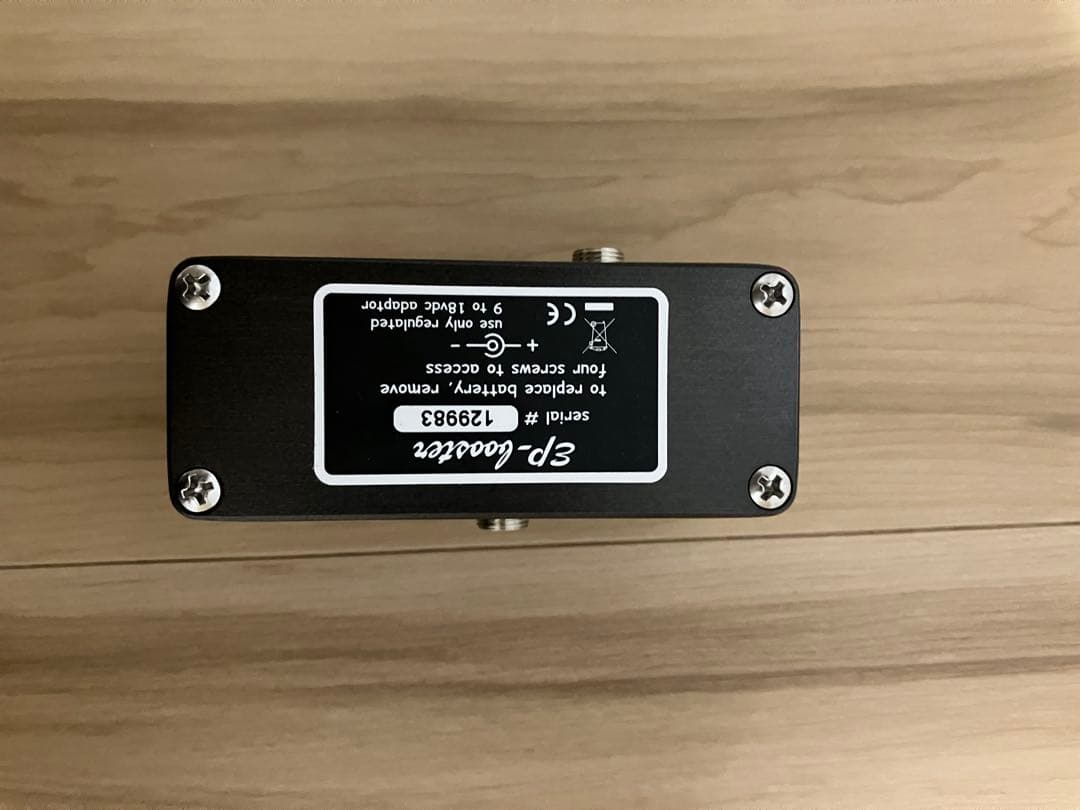 EP-booster
serial # 129983
to replace battery, remove
four screws to access
+ -
use only regulated
9 to 18vdc adaptor
CE